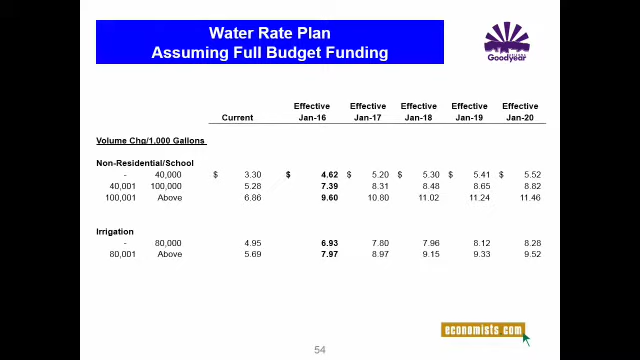 Water Rate Plan
Assuming Full Budget Funding
Goodyear
Effective Effective Effective Effective Effective
Current Jan-16 Jan-17 Jan-18 Jan-19 Jan-20
Volume Chg/1,000 Gallons
Non-Residential/School
- 40,000 $ 3.30 $ 4.62 $ 5.20 $ 5.30 $ 5.41 $ 5.52
40,001 100,000 5.28 7.39 8.31 8.48 8.65 8.82
100,001 Above 6.86 9.60 10.80 11.02 11.24 11.46
Irrigation
- 80,000 4.95 6.93 7.80 7.96 8.12 8.28
80,001 Above 5.69 7.97 8.97 9.15 9.33 9.52
economists.com
54